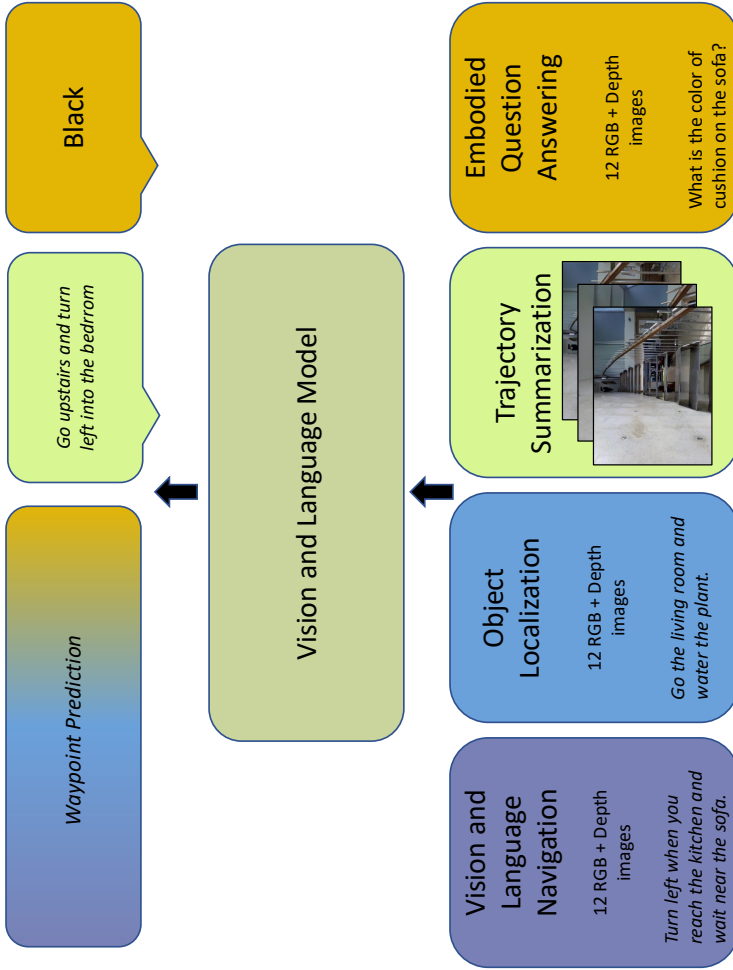 Waypoint Prediction
Go upstairs and turn
left into the bedrrom
Black
Vision and Language Model
Vision and
Language
Navigation
12 RGB + Depth
images
Turn left when you
reach the kitchen and
wait near the sofa.
Object
Localization
12 RGB + Depth
images
Go the living room and
water the plant.
Trajectory
Summarization
Embodied
Question
Answering
12 RGB + Depth
images
What is the color of
cushion on the sofa?